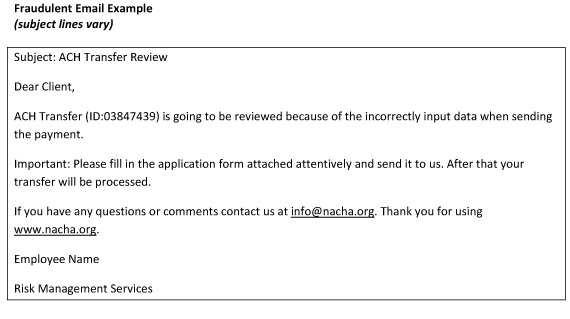 Fraudulent Email Example
(subject lines vary)
Subject: ACH Transfer Review
Dear Client,
ACH Transfer (ID:03847439) is going to be reviewed because of the incorrectly input data when sending
the payment.
Important: Please fill in the application form attached attentively and send it to us. After that your
transfer will be processed.
If you have any questions or comments contact us at info@nacha.org. Thank you for using
www.nacha.org.
Employee Name
Risk Management Services